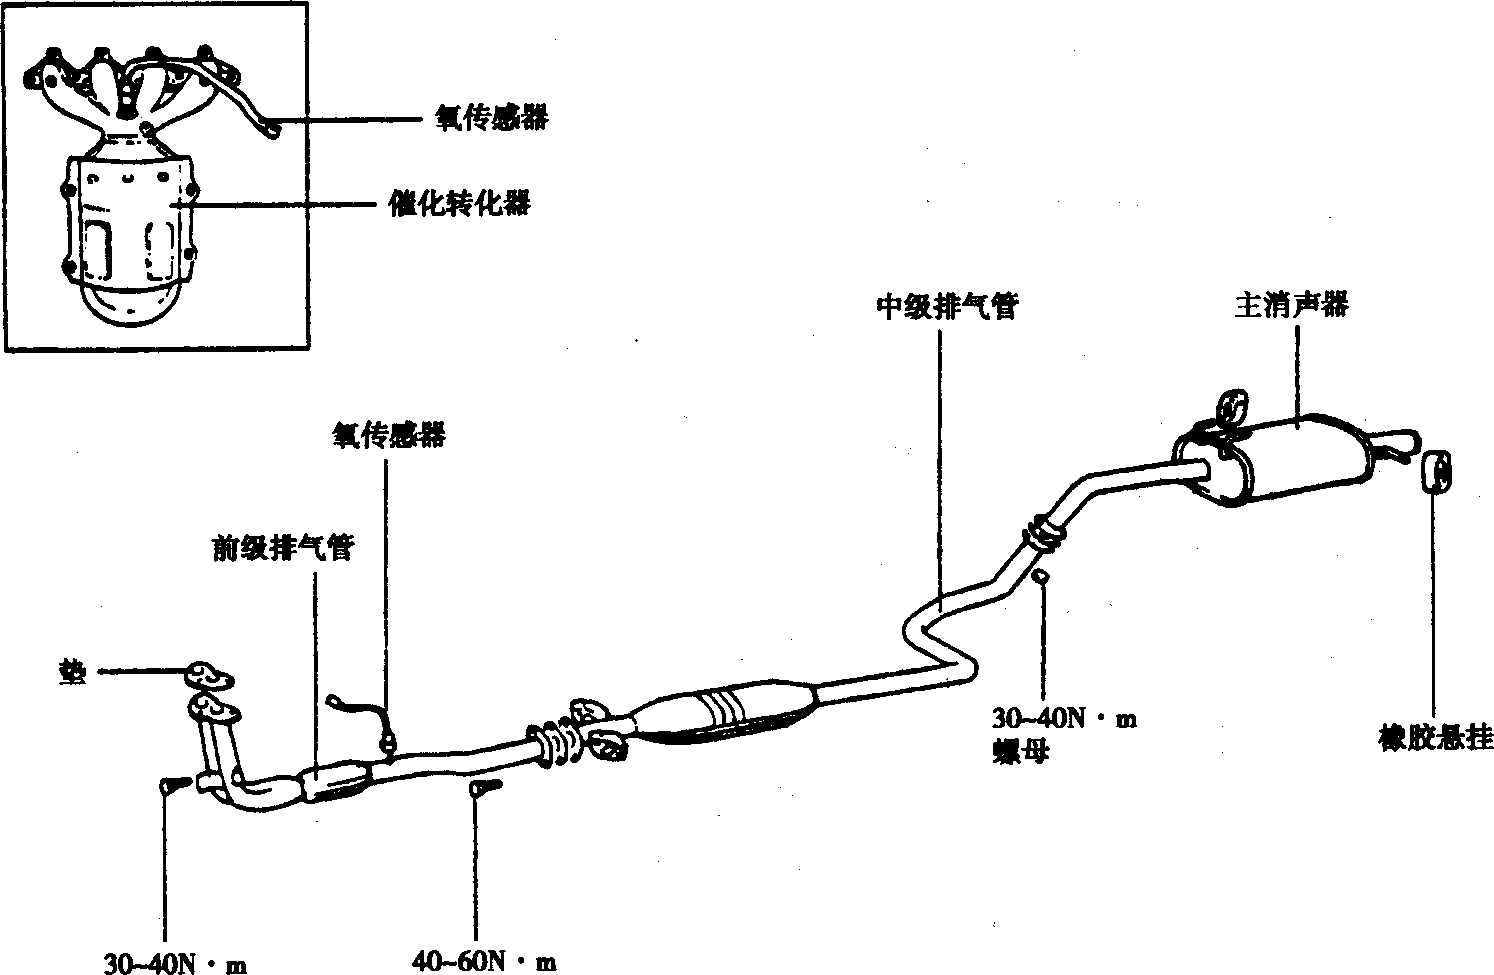 氧传感器
催化转化器
中级排气管
主消声器
氧传感器
前级排气管
垫
30~40N·m
螺母
橡胶悬挂
30~40N·m
40~60N·m